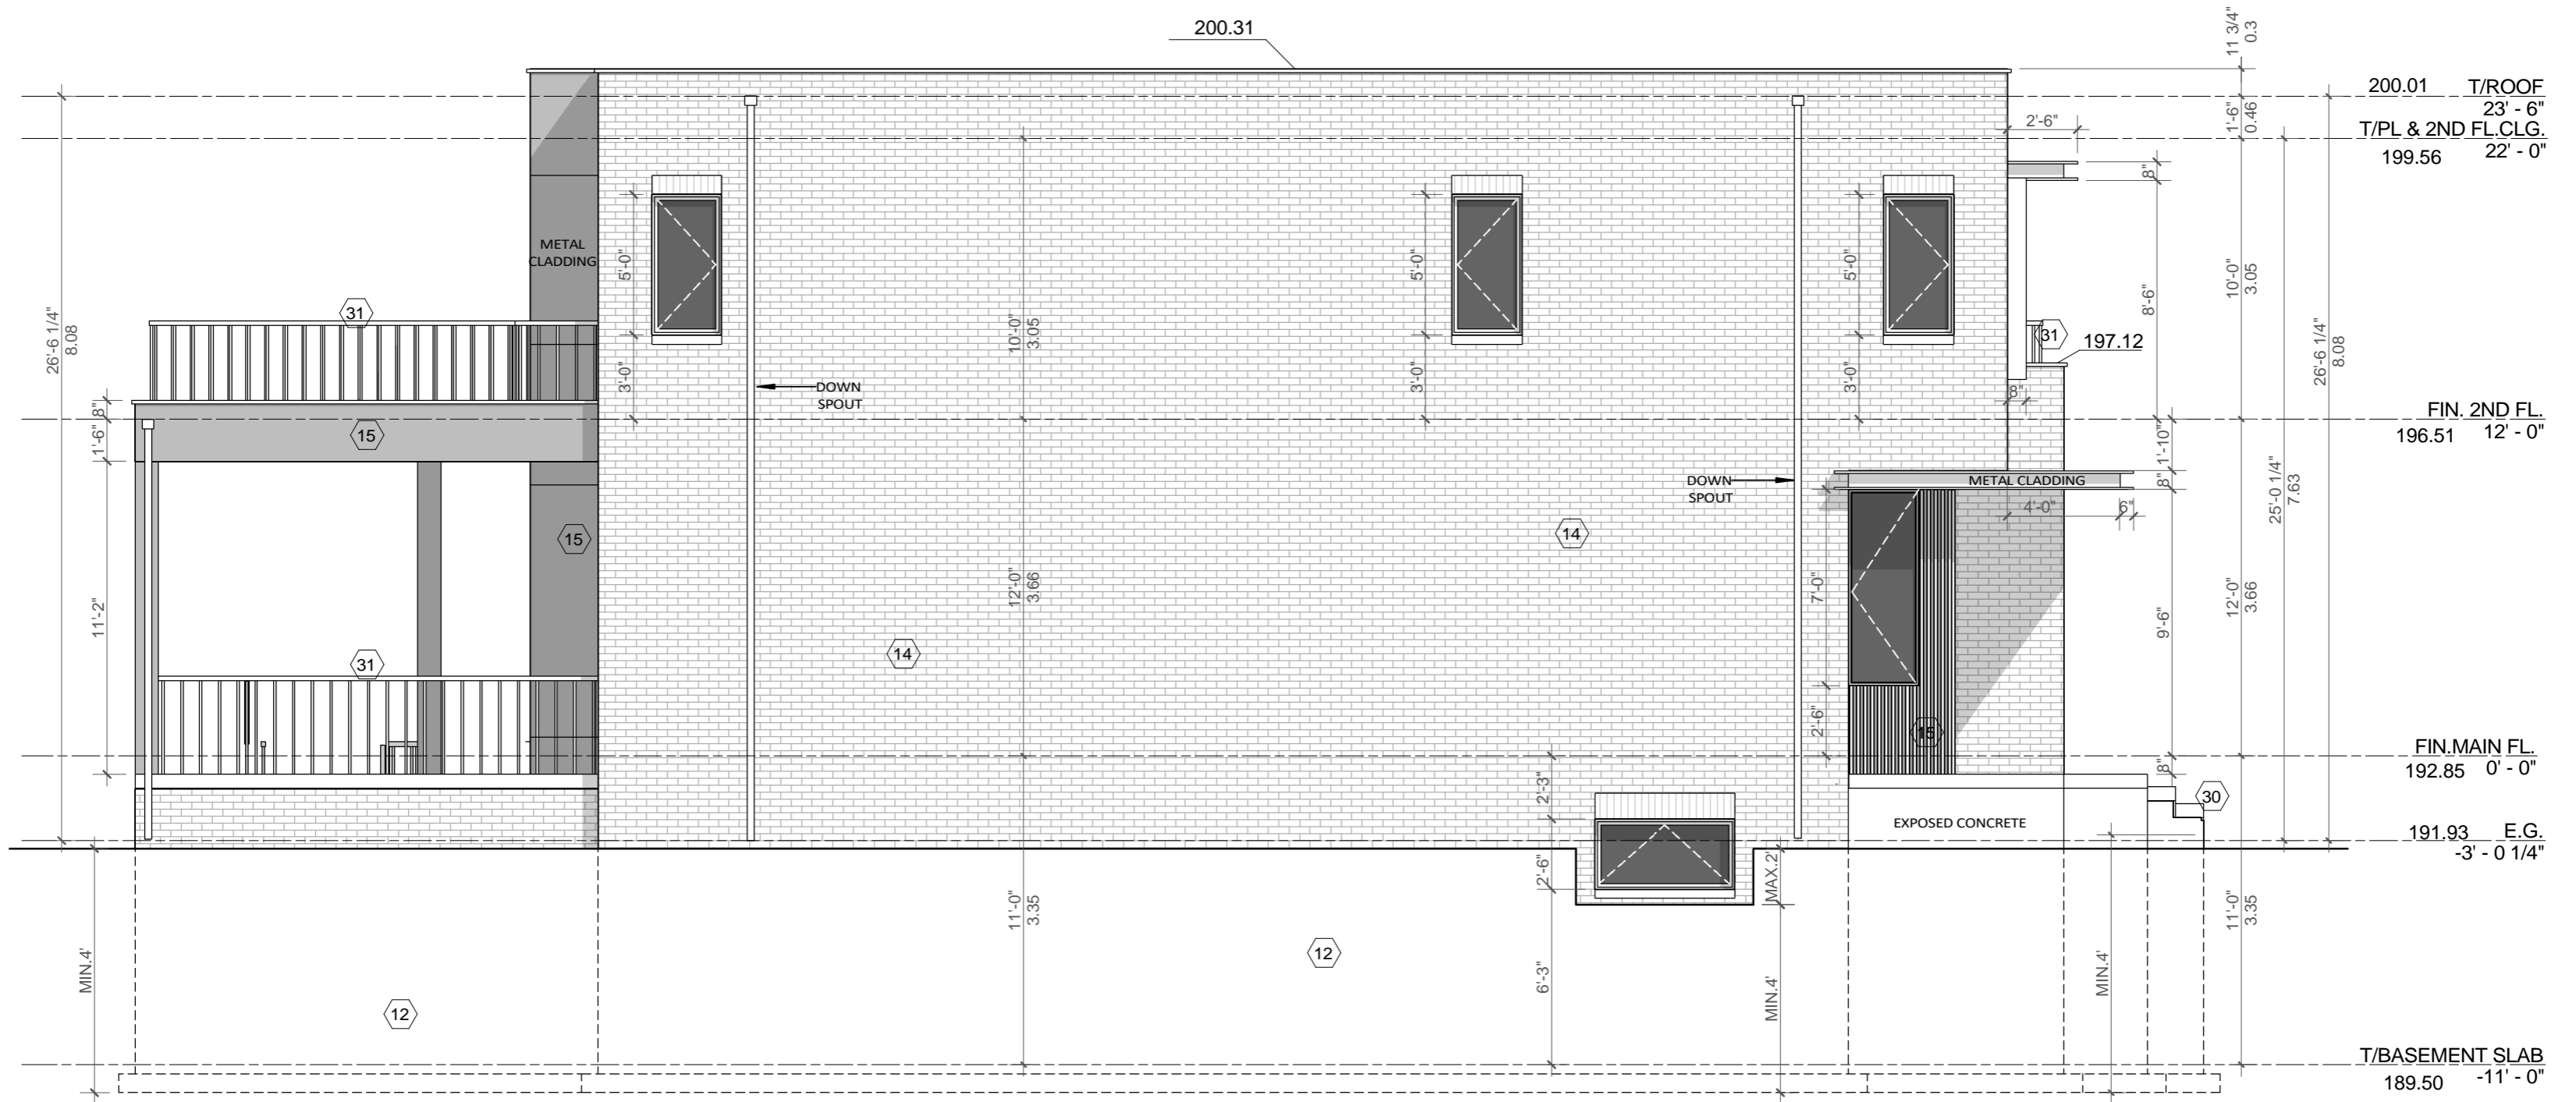 200.31
11 3/4"
0.3
200.01 T/ROOF
23' - 6"
T/PL & 2ND FL.CLG.
199.56 22' - 0"
1'-6"
0.46
2'-6"
8"
METAL
CLADDING
5'-0"
5'-0"
5'-0"
8'-6"
10'-0"
3.05
10'-0"
3.05
26'-6 1/4"
8.08
26'-6 1/4"
8.08
31
31
197.12
3'-0"
3'-0"
3'-0"
DOWN
SPOUT
8"
8"
FIN. 2ND FL.
196.51 12' - 0"
1'-6"
15
1'-10"
DOWN
SPOUT
METAL CLADDING
8"
4'-0"
6"
25'-0 1/4"
7.63
15
14
11'-2"
12'-0"
3.66
7'-0"
9'-6"
12'-0"
3.66
14
31
2'-6"
15
FIN.MAIN FL.
192.85 0' - 0"
8"
2'-3"
30
EXPOSED CONCRETE
191.93 E.G.
-3' - 0 1/4"
2'-6"
MAX.2'
11'-0"
3.35
11'-0"
3.35
12
MIN.4'
6'-3"
MIN.4'
MIN.4'
12
T/BASEMENT SLAB
189.50 -11' - 0"